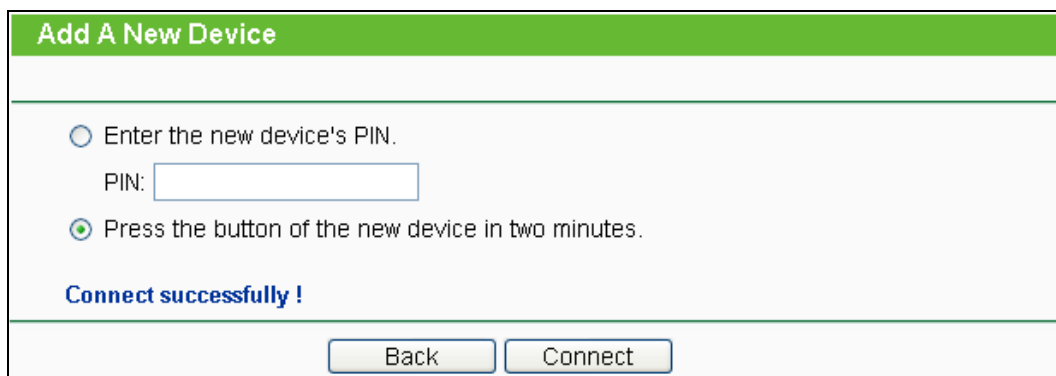 Add A New Device
Enter the new device's PIN.
PIN:
Press the button of the new device in two minutes.
Connect successfully !
Back Connect